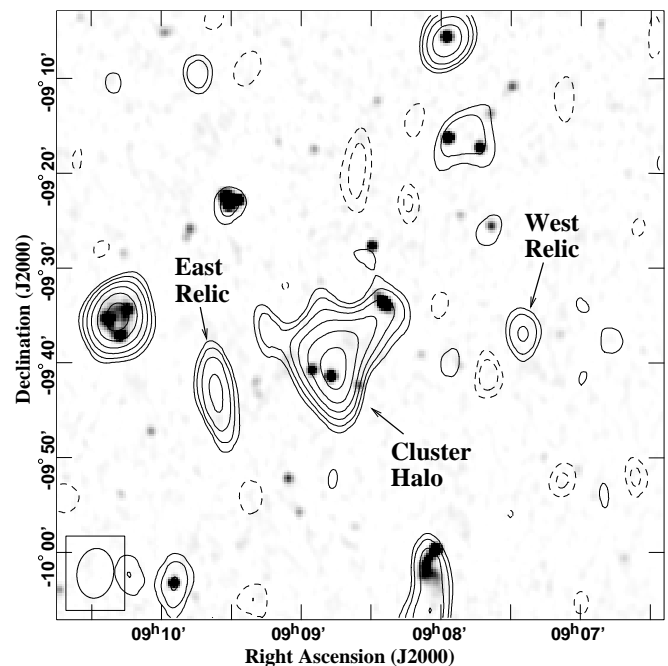 -09° 10'
-09° 20'
-09° 30'
-09° 40'
-09° 50'
-10° 00'
Declination (J2000)
East
Relic
West
Relic
Cluster
Halo
09ʰ10' 09ʰ09' 09ʰ08' 09ʰ07'
Right Ascension (J2000)